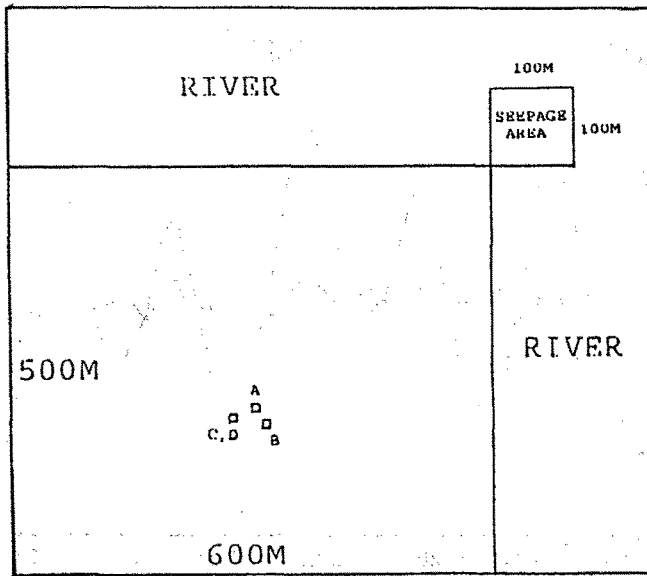 RIVER
100M
SEEPAGE
AREA
100M
500M
RIVER
A
C, D
B
600M